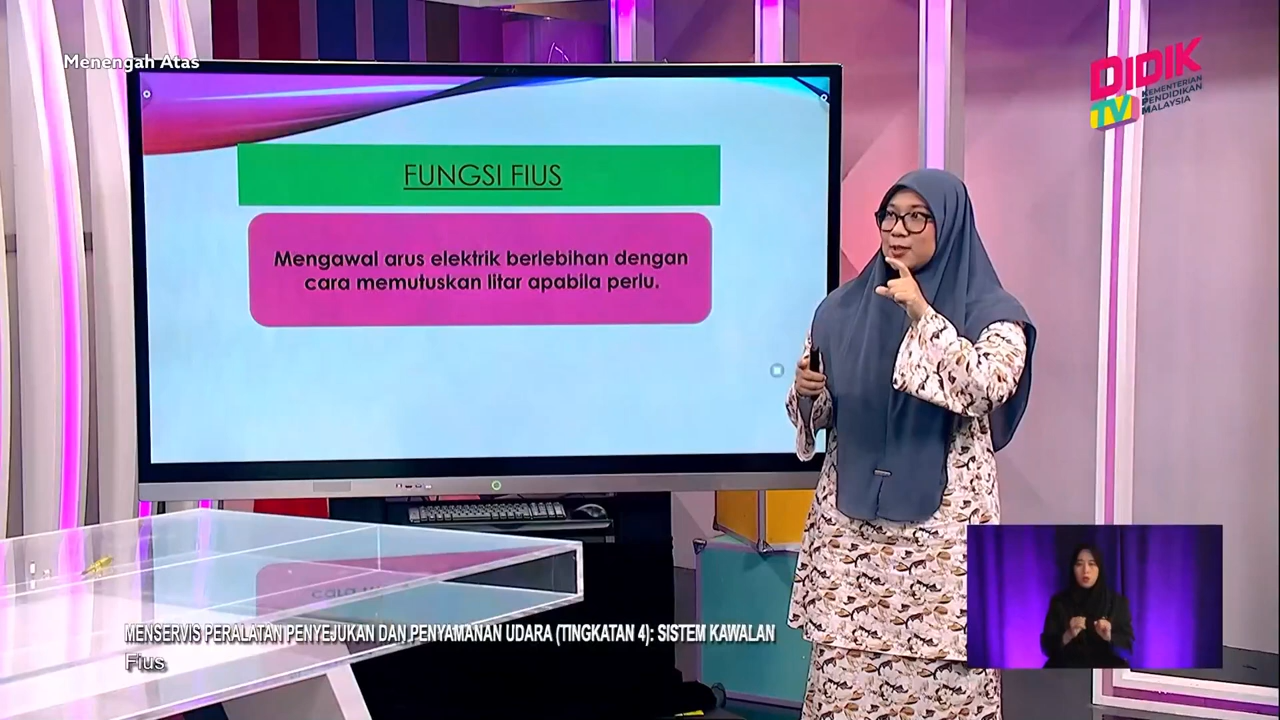 Menengah Atas
DIDIK
TV
KEMENTERIAN
PENDIDIKAN
MALAYSIA
FUNGSI FIUS
Mengawal arus elektrik berlebihan dengan
cara memutuskan litar apabila perlu.
MENSERVIS PERALATAN PENYEJUKAN DAN PENYAMANAN UDARA (TINGKATAN 4): SISTEM KAWALAN
Fius